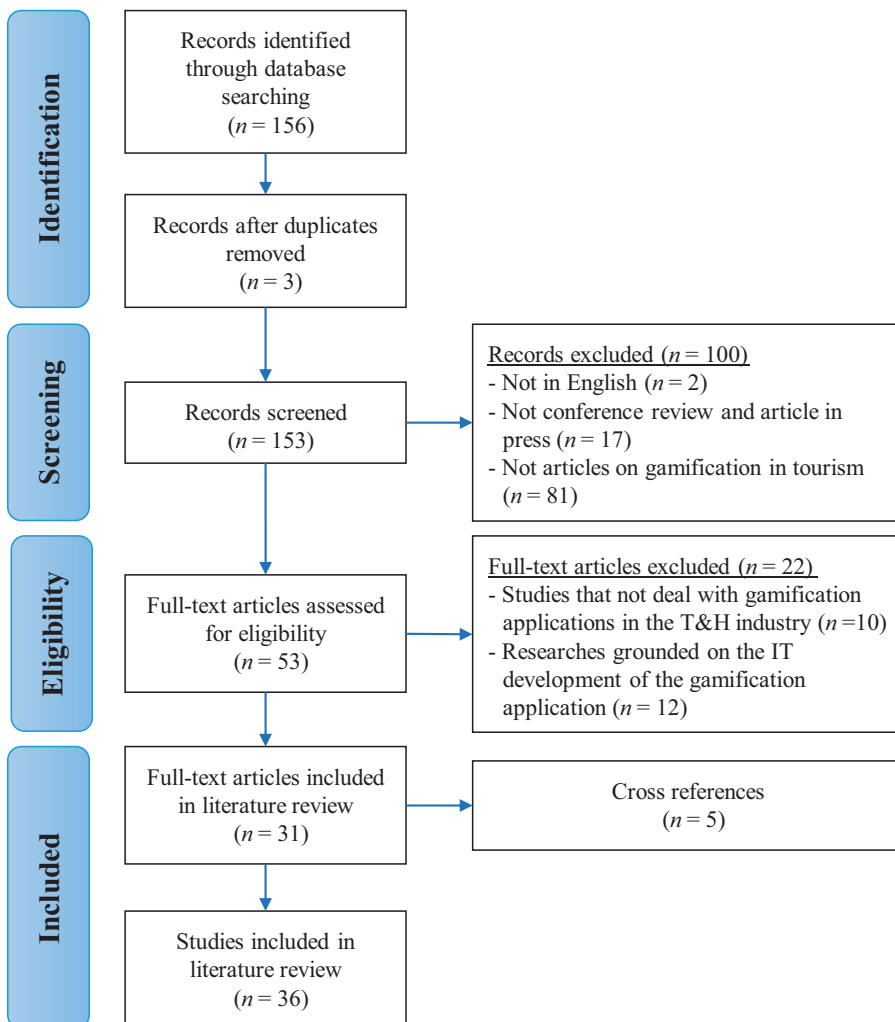 Identification
Records identified
through database
searching
(n = 156)
Records after duplicates
removed
(n = 3)
Screening
Records screened
(n = 153)
Records excluded (n = 100)
- Not in English (n = 2)
- Not conference review and article in
press (n = 17)
- Not articles on gamification in tourism
(n = 81)
Eligibility
Full-text articles assessed
for eligibility
(n = 53)
Full-text articles excluded (n = 22)
- Studies that not deal with gamification
applications in the T&H industry (n =10)
- Researches grounded on the IT
development of the gamification
application (n = 12)
Included
Full-text articles included
in literature review
(n = 31)
Cross references
(n = 5)
Studies included in
literature review
(n = 36)